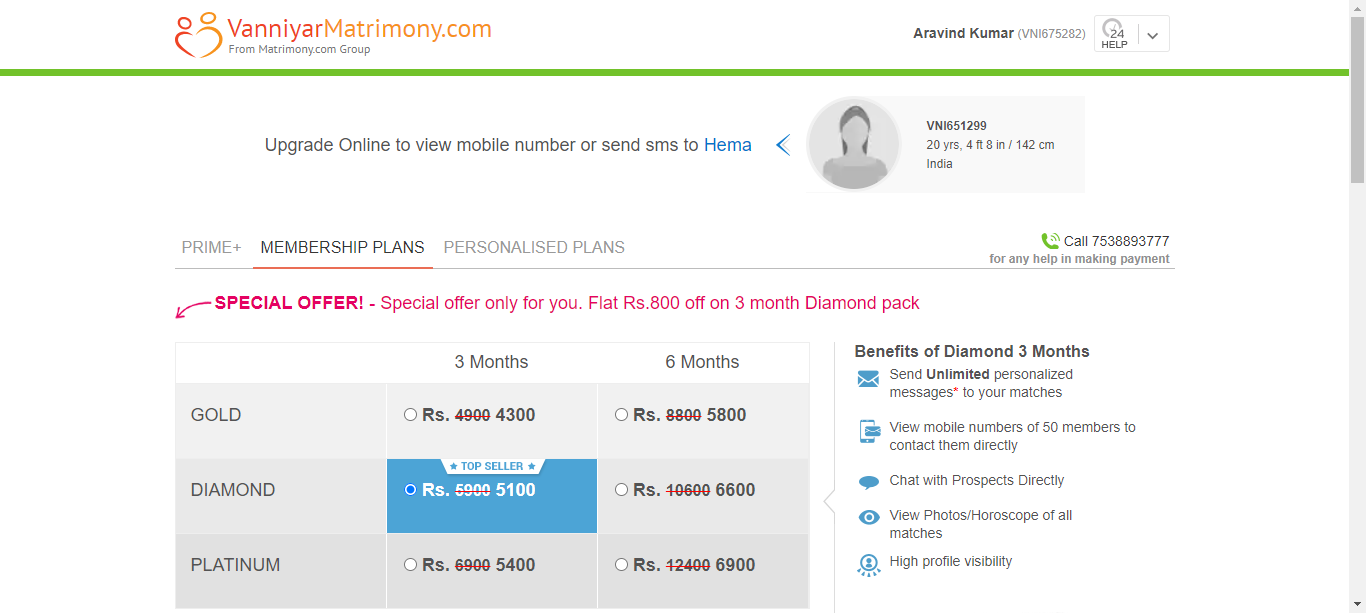 VanniyarMatrimony.com
From Matrimony.com Group
Aravind Kumar (VNI675282)
24
HELP
Upgrade Online to view mobile number or send sms to Hema
VNI651299
20 yrs, 4 ft 8 in / 142 cm
India
PRIME+ MEMBERSHIP PLANS PERSONALISED PLANS
Call 7538893777
for any help in making payment
SPECIAL OFFER! - Special offer only for you. Flat Rs.800 off on 3 month Diamond pack
3 Months 6 Months
GOLD Rs. 4900 4300 Rs. 8800 5800
TOP SELLER
DIAMOND Rs. 5900 5100 Rs. 10600 6600
PLATINUM Rs. 6900 5400 Rs. 12400 6900
Benefits of Diamond 3 Months
Send Unlimited personalized
messages* to your matches
View mobile numbers of 50 members to
contact them directly
Chat with Prospects Directly
View Photos/Horoscope of all
matches
High profile visibility